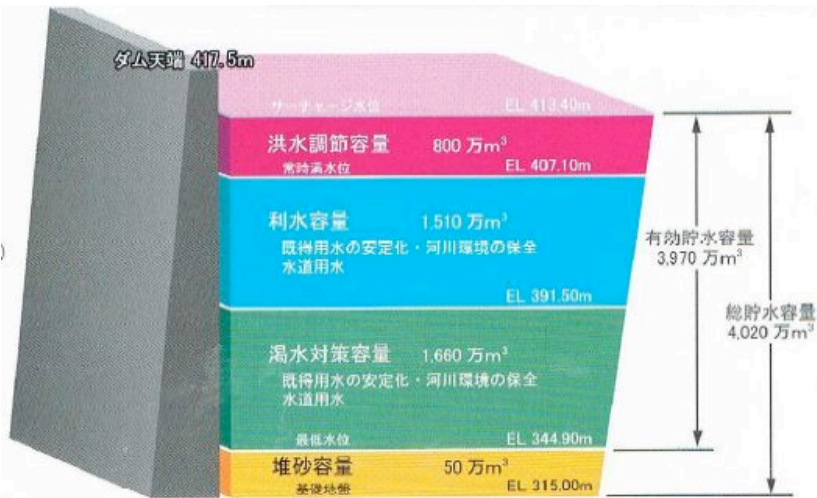 ダム天端 417.5m
サーチャージ水位 EL 413.40m
洪水調節容量 800 万m³
常時満水位 EL 407.10m
利水容量 1,510 万m³
既得用水の安定化・河川環境の保全
水道用水
EL 391.50m
渇水対策容量 1,660 万m³
既得用水の安定化・河川環境の保全
水道用水
最低水位 EL 344.90m
堆砂容量 50 万m³
基礎地盤 EL 315.00m
有効貯水容量
3,970 万m³
総貯水容量
4,020 万m³
)